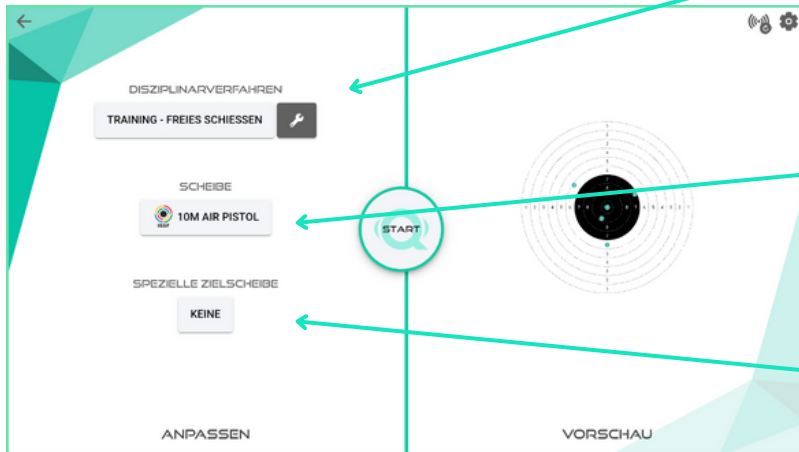 DISZIPLINARVERFAHREN
TRAINING - FREIES SCHIESSEN
SCHEIBE
10M AIR PISTOL
SPEZIELLE ZIELSCHEIBE
KEINE
START
ANPASSEN
VORSCHAU